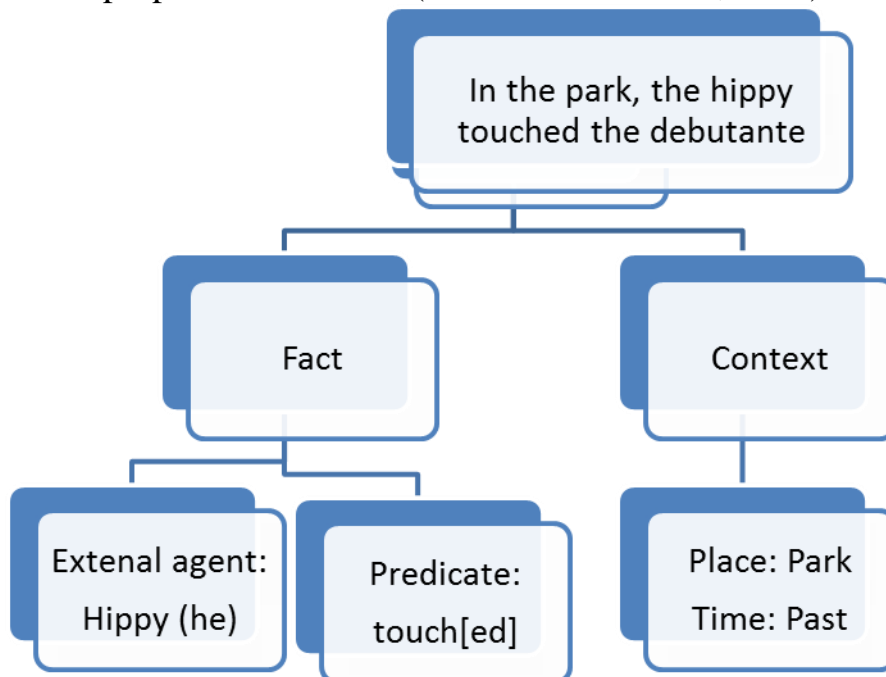 In the park, the hippy
touched the debutante
Fact
Context
Extenal agent:
Hippy (he)
Predicate:
touch[ed]
Place: Park
Time: Past